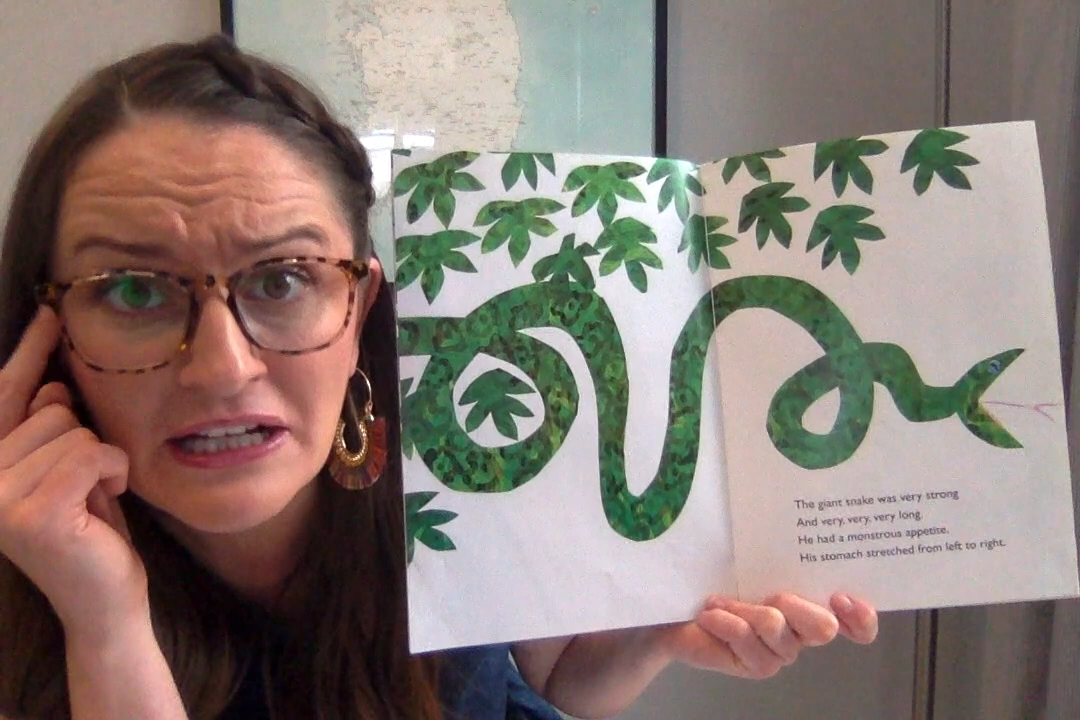 The giant snake was very strong
And very, very, very long.
He had a monstrous appetite,
His stomach stretched from left to right.